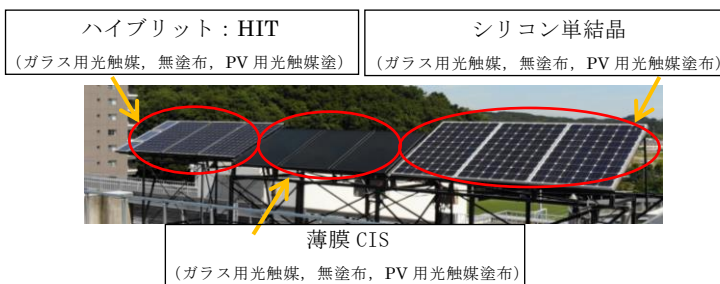 ハイブリット：HIT
（ガラス用光触媒，無塗布，PV 用光触媒塗）
シリコン単結晶
（ガラス用光触媒，無塗布，PV 用光触媒塗布）
薄膜 CIS
（ガラス用光触媒，無塗布，PV 用光触媒塗布）